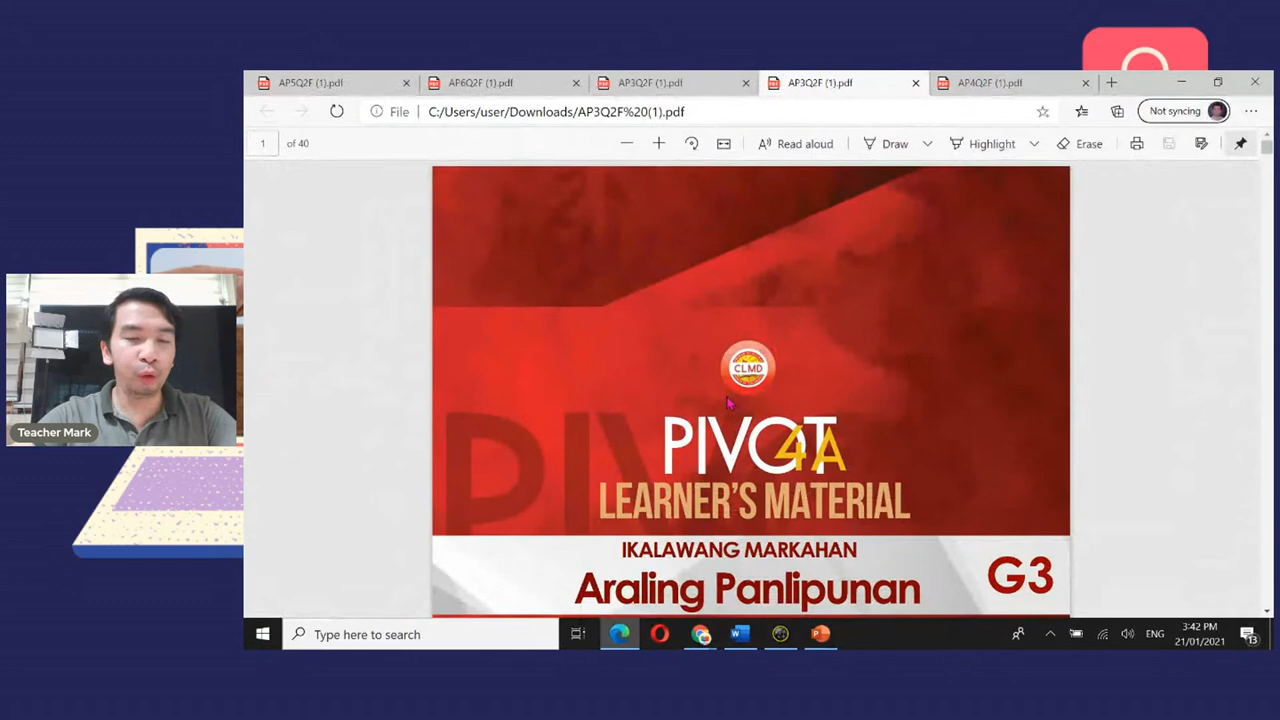 AP5Q2F (1).pdf
AP6Q2F (1).pdf
AP3Q2F (1).pdf
AP3Q2F (1).pdf
AP4Q2F (1).pdf
File
C:/Users/user/Downloads/AP3Q2F%20(1).pdf
Not syncing
1 of 40
Read aloud
Draw
Highlight
Erase
CLMD
PIVOT
4A
LEARNER'S MATERIAL
IKALAWANG MARKAHAN
Araling Panlipunan
G3
Teacher Mark
Type here to search
ENG
3:42 PM
21/01/2021
13